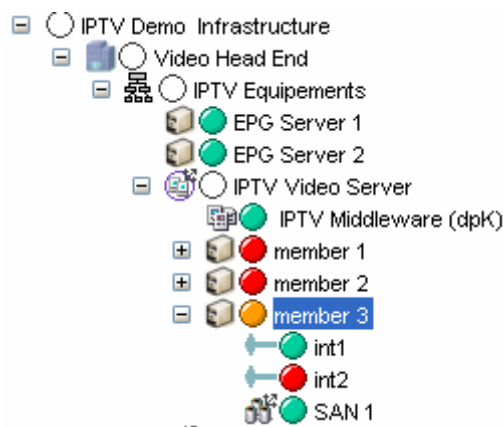 IPTV Demo Infrastructure
Video Head End
IPTV Equipements
EPG Server 1
EPG Server 2
IPTV Video Server
IPTV Middleware (dpK)
member 1
member 2
member 3
int1
int2
SAN 1